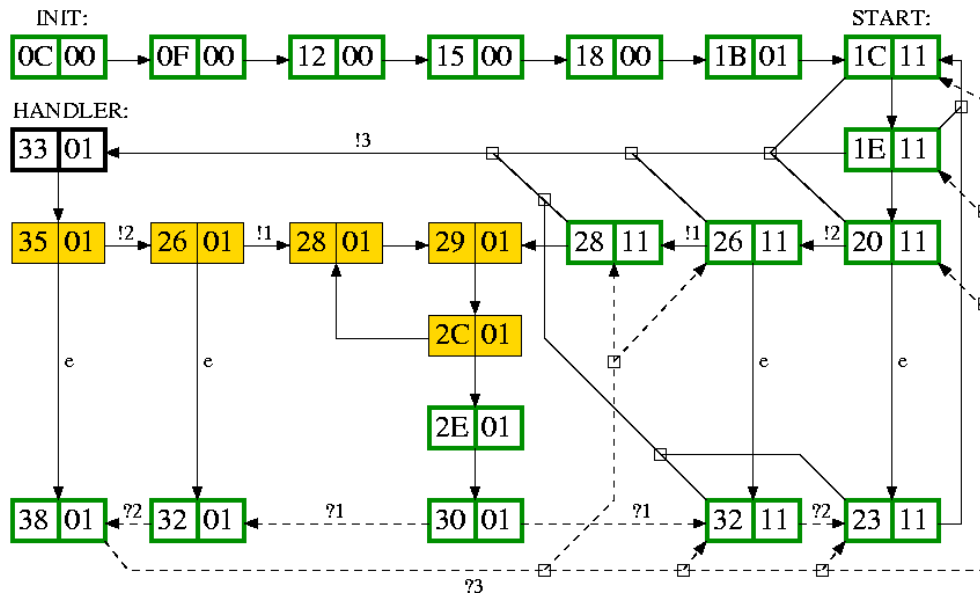 INIT: START:
0C 00 0F 00 12 00 15 00 18 00 1B 01 1C 11
HANDLER:
33 01 !3 1E 11
35 01 !2 26 01 !1 28 01 29 01 28 11 !1 26 11 !2 20 11
2C 01
e e e e
2E 01
38 01 ?2 32 01 ?1 30 01 ?1 32 11 ?2 23 11
?3